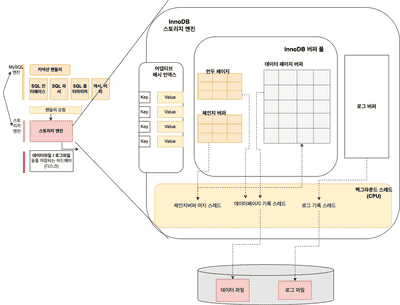 InnoDB
스토리지 엔진
MySQL
엔진
커넥션 핸들러
SQL 인
터페이스
SQL 파
서
SQL 옵
티마이저
캐시, 버
퍼
핸들러 요청
스토
리지
엔진
스토리지 엔진
데이터파일 / 로그파일
등을 저장하는 하드웨어
(디스크)
어댑티브
해시 인덱스
Key
Value
Key
Value
Key
Value
Key
Value
InnoDB 버퍼 풀
언두 페이지
체인지 버퍼
데이터 페이지 버퍼
로그 버퍼
백그라운드 스레드
(CPU)
체인지버퍼 머지 스레드
데이터페이지 기록 스레드
로그 기록 스레드
데이터 파일
로그 파일